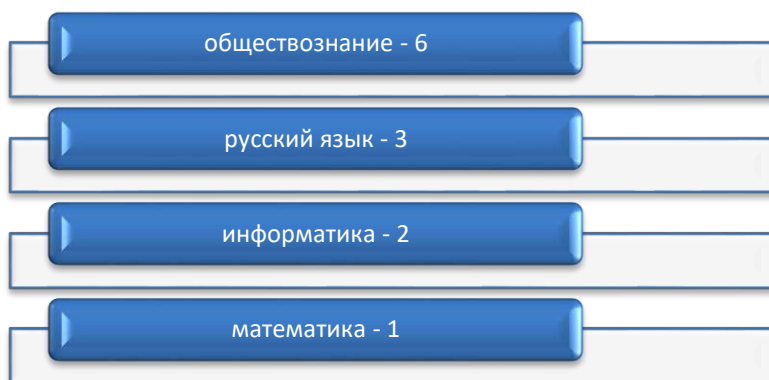 обществознание - 6
русский язык - 3
информатика - 2
математика - 1